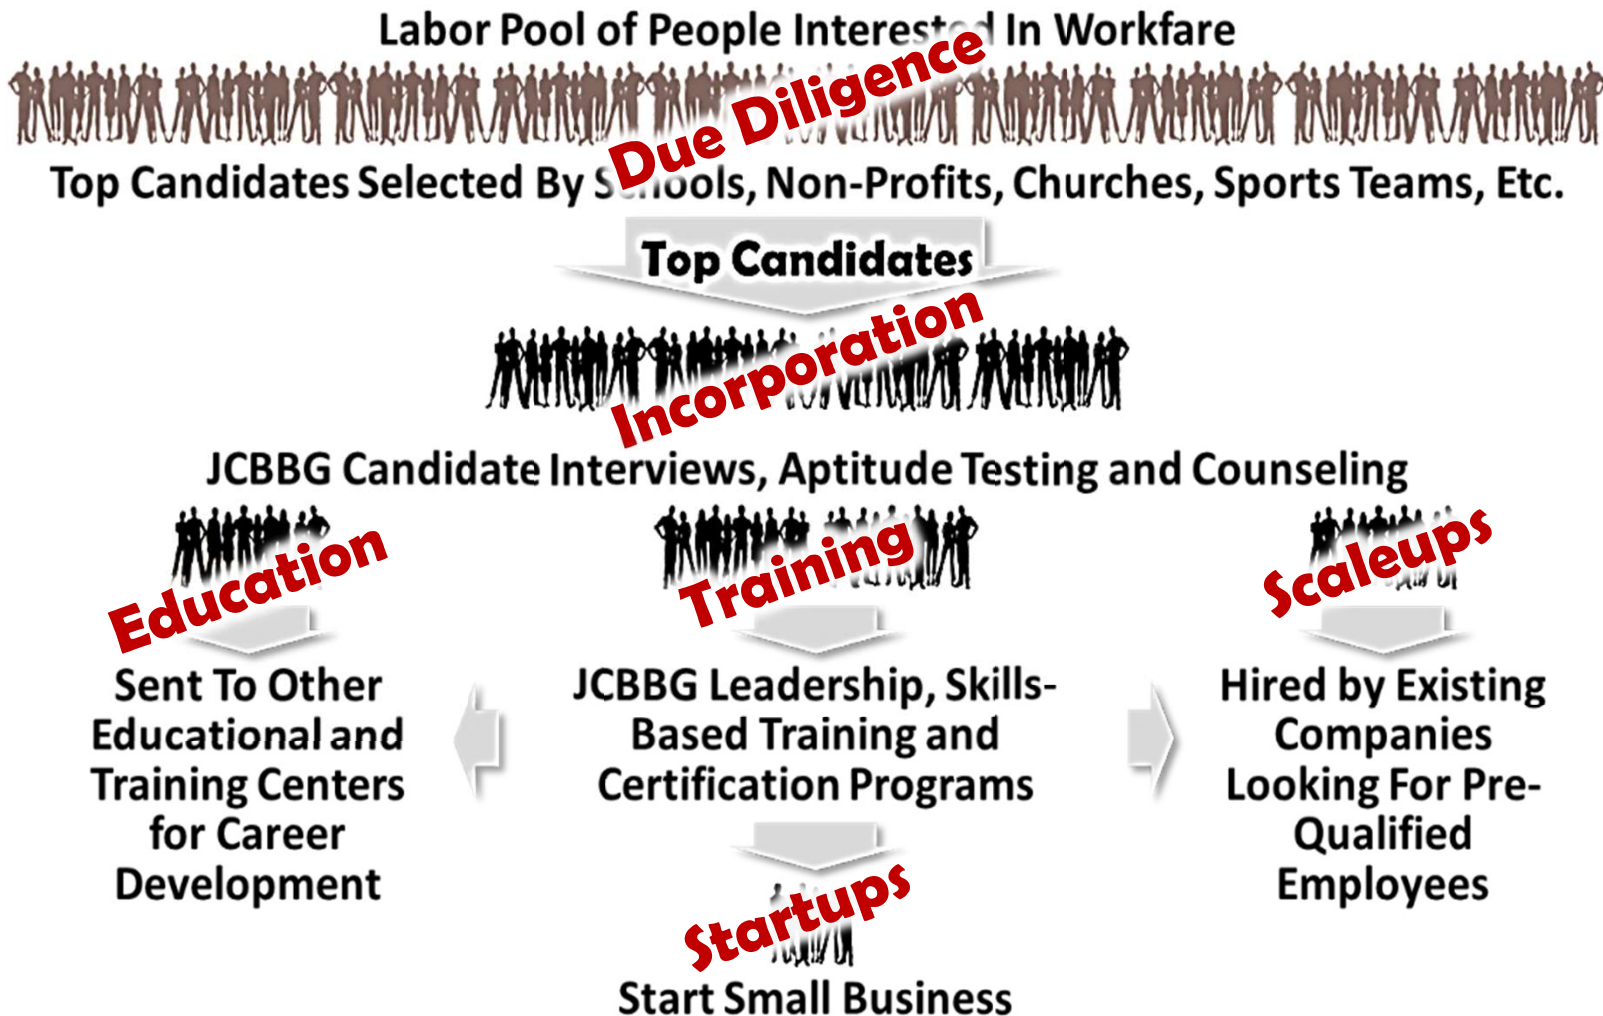 Labor Pool of People Interested In Workfare
Due Diligence
Top Candidates Selected By Schools, Non-Profits, Churches, Sports Teams, Etc.
Top Candidates
Incorporation
JCBBG Candidate Interviews, Aptitude Testing and Counseling
Education
Training
Scaleups
Sent To Other
Educational and
Training Centers
for Career
Development
JCBBG Leadership, Skills-
Based Training and
Certification Programs
Hired by Existing
Companies
Looking For Pre-
Qualified
Employees
Startups
Start Small Business